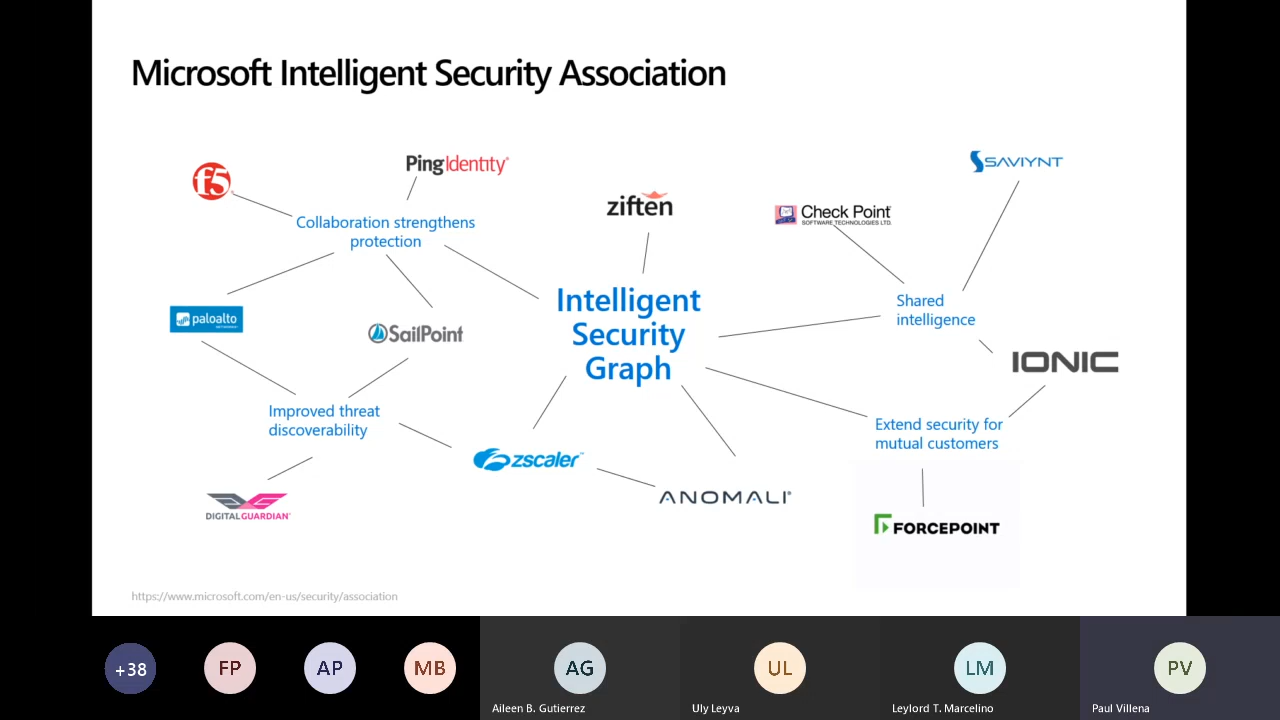 Microsoft Intelligent Security Association
f5
PingIdentity®
SAVIYNT
ziften
Check Point
SOFTWARE TECHNOLOGIES LTD.
Collaboration strengthens
protection
Intelligent
Security
Graph
Shared
intelligence
paloalto
NETWORKS
SailPoint
IONIC
Improved threat
discoverability
Extend security for
mutual customers
zscaler™
ANOMALI®
DIGITALGUARDIAN®
FORCEPOINT
https://www.microsoft.com/en-us/security/association
+38
FP
AP
MB
AG
UL
LM
PV
Aileen B. Gutierrez
Uly Leyva
Leylord T. Marcelino
Paul Villena